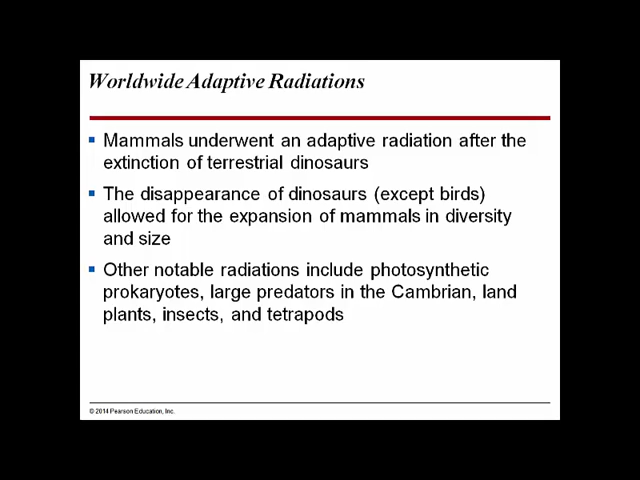 Worldwide Adaptive Radiations
Mammals underwent an adaptive radiation after the
extinction of terrestrial dinosaurs
The disappearance of dinosaurs (except birds)
allowed for the expansion of mammals in diversity
and size
Other notable radiations include photosynthetic
prokaryotes, large predators in the Cambrian, land
plants, insects, and tetrapods
© 2014 Pearson Education, Inc.